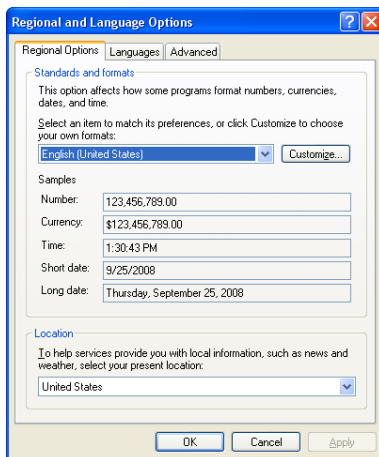 Regional and Language Options
Regional Options Languages Advanced
Standards and formats
This option affects how some programs format numbers, currencies,
dates, and time.
Select an item to match its preferences, or click Customize to choose
your own formats:
English (United States) Customize...
Samples
Number: 123,456,789.00
Currency: $123,456,789.00
Time: 1:30:43 PM
Short date: 9/25/2008
Long date: Thursday, September 25, 2008
Location
To help services provide you with local information, such as news and
weather, select your present location:
United States
OK Cancel Apply